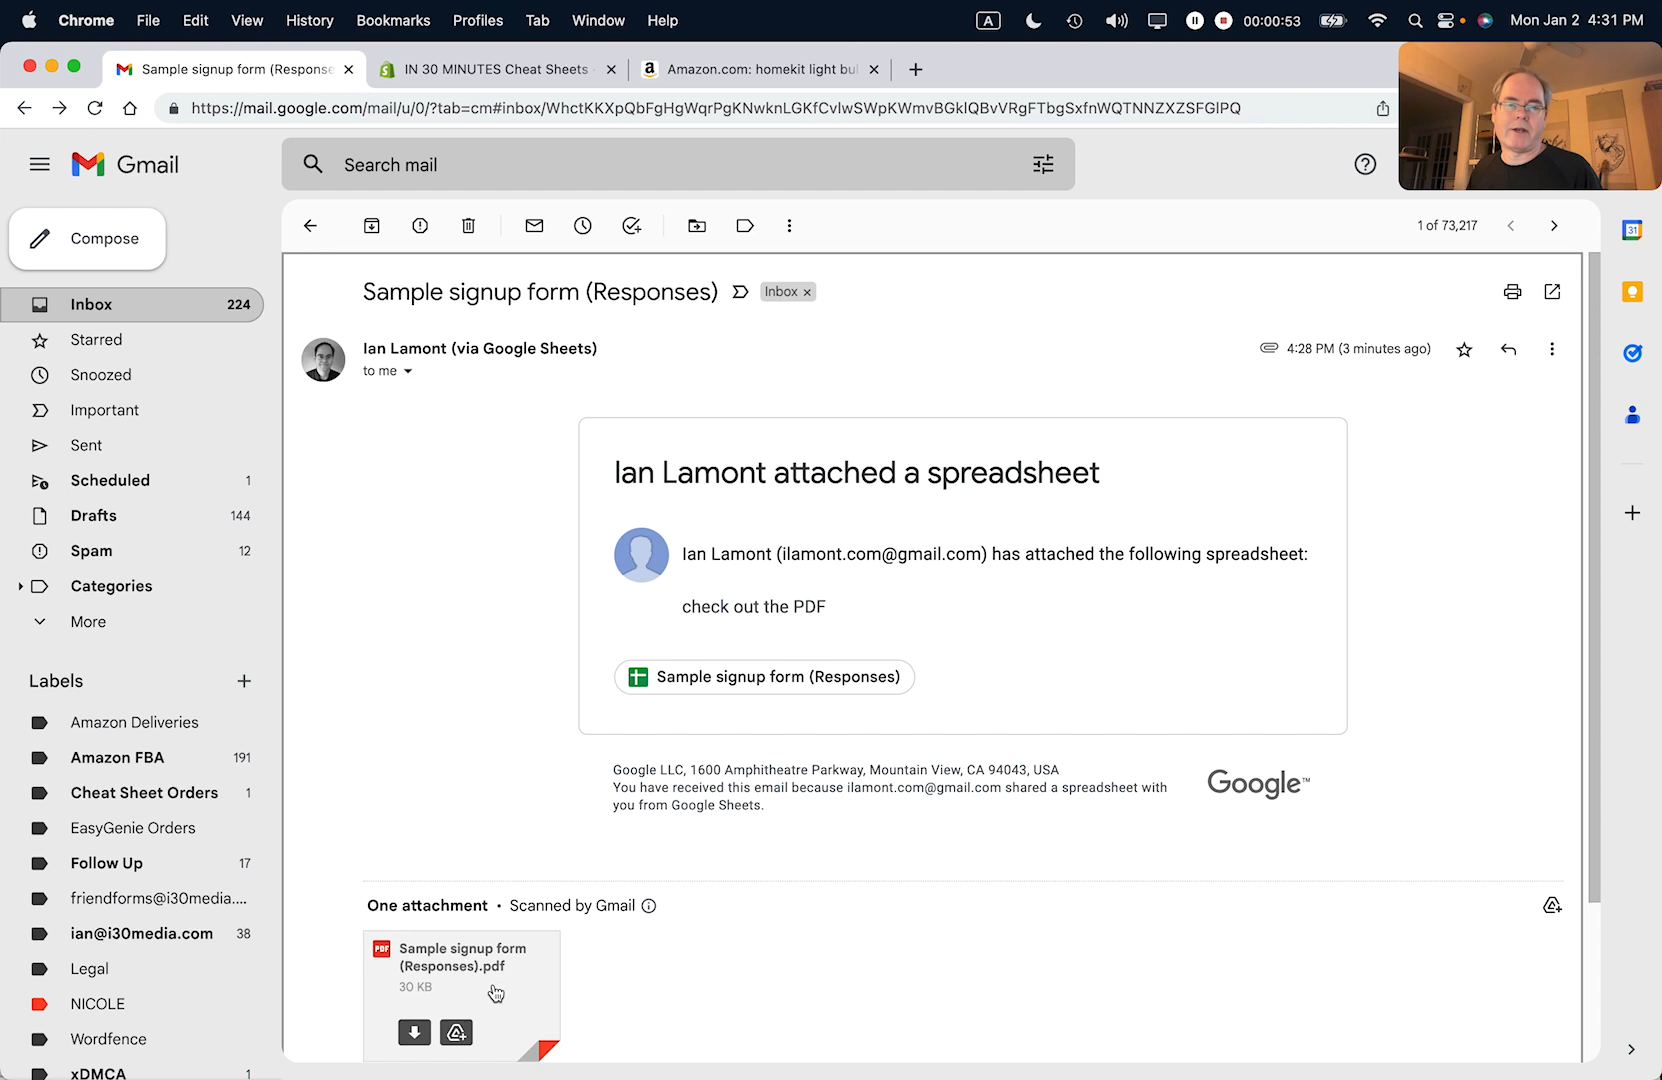 Chrome File Edit View History Bookmarks Profiles Tab Window Help A 00:00:53 Mon Jan 2 4:31 PM
Sample signup form (Response IN 30 MINUTES Cheat Sheets a Amazon.com: homekit light bul
https://mail.google.com/mail/u/0/?tab=cm#inbox/WhctKKXpQbFgHgWqrPgKNwknLGKfCvlwSWpKWmvBGklQBvVRgFTbgSxfnWQTNNZXZSFGlPQ
Gmail
Search mail
Compose
1 of 73,217
31
Inbox 224
Starred
Snoozed
Important
Sent
Scheduled 1
Drafts 144
Spam 12
Categories
More
Labels
Amazon Deliveries
Amazon FBA 191
Cheat Sheet Orders 1
EasyGenie Orders
Follow Up 17
friendforms@i30media....
ian@i30media.com 38
Legal
NICOLE
Wordfence
xDMCA 1
Sample signup form (Responses) Inbox
Ian Lamont (via Google Sheets)
to me
4:28 PM (3 minutes ago)
Ian Lamont attached a spreadsheet
Ian Lamont (ilamont.com@gmail.com) has attached the following spreadsheet:
check out the PDF
Sample signup form (Responses)
Google LLC, 1600 Amphitheatre Parkway, Mountain View, CA 94043, USA
You have received this email because ilamont.com@gmail.com shared a spreadsheet with
you from Google Sheets.
Google™
One attachment • Scanned by Gmail
PDF Sample signup form
(Responses).pdf
30 KB